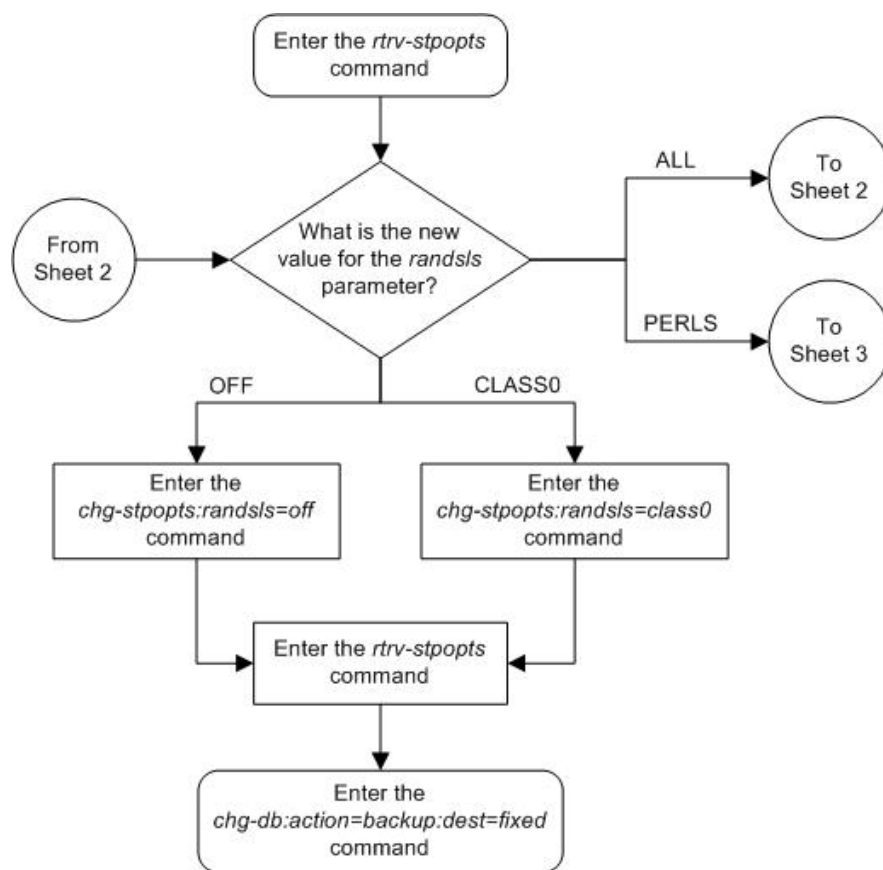 Enter the rtrv-stpopts
command
ALL
To
Sheet 2
From
Sheet 2
What is the new
value for the randsls
parameter?
PERLS
To
Sheet 3
OFF
CLASS0
Enter the
chg-stpopts:randsls=off
command
Enter the
chg-stpopts:randsls=class0
command
Enter the rtrv-stpopts
command
Enter the
chg-db:action=backup:dest=fixed
command